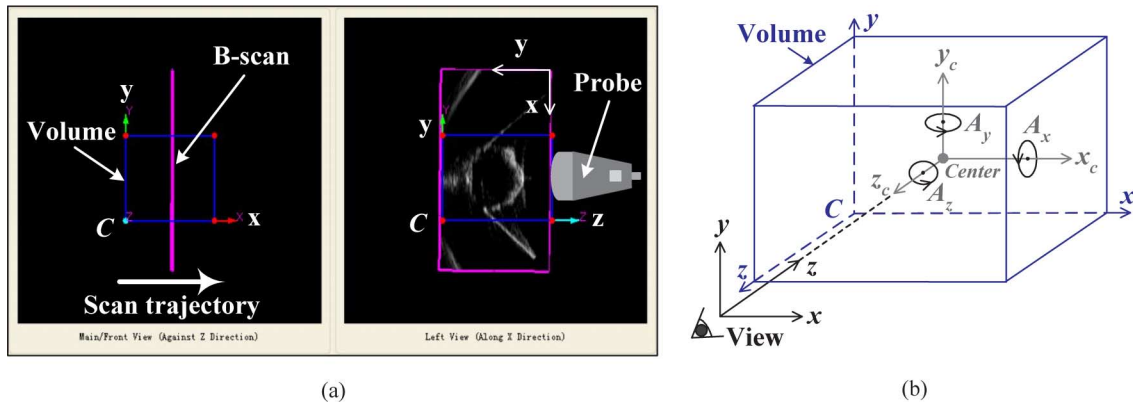 B-scan
y
Y
Volume
C
Z
X
x
Scan trajectory
Main/Front View (Against Z Direction)
y
x
Probe
y
Y
C
Z
z
Left View (Along X Direction)
(a)
y
Volume
y_c
A_y
A_x
x_c
Center
z_c
A_z
C
x
y
z
z
x
View
(b)